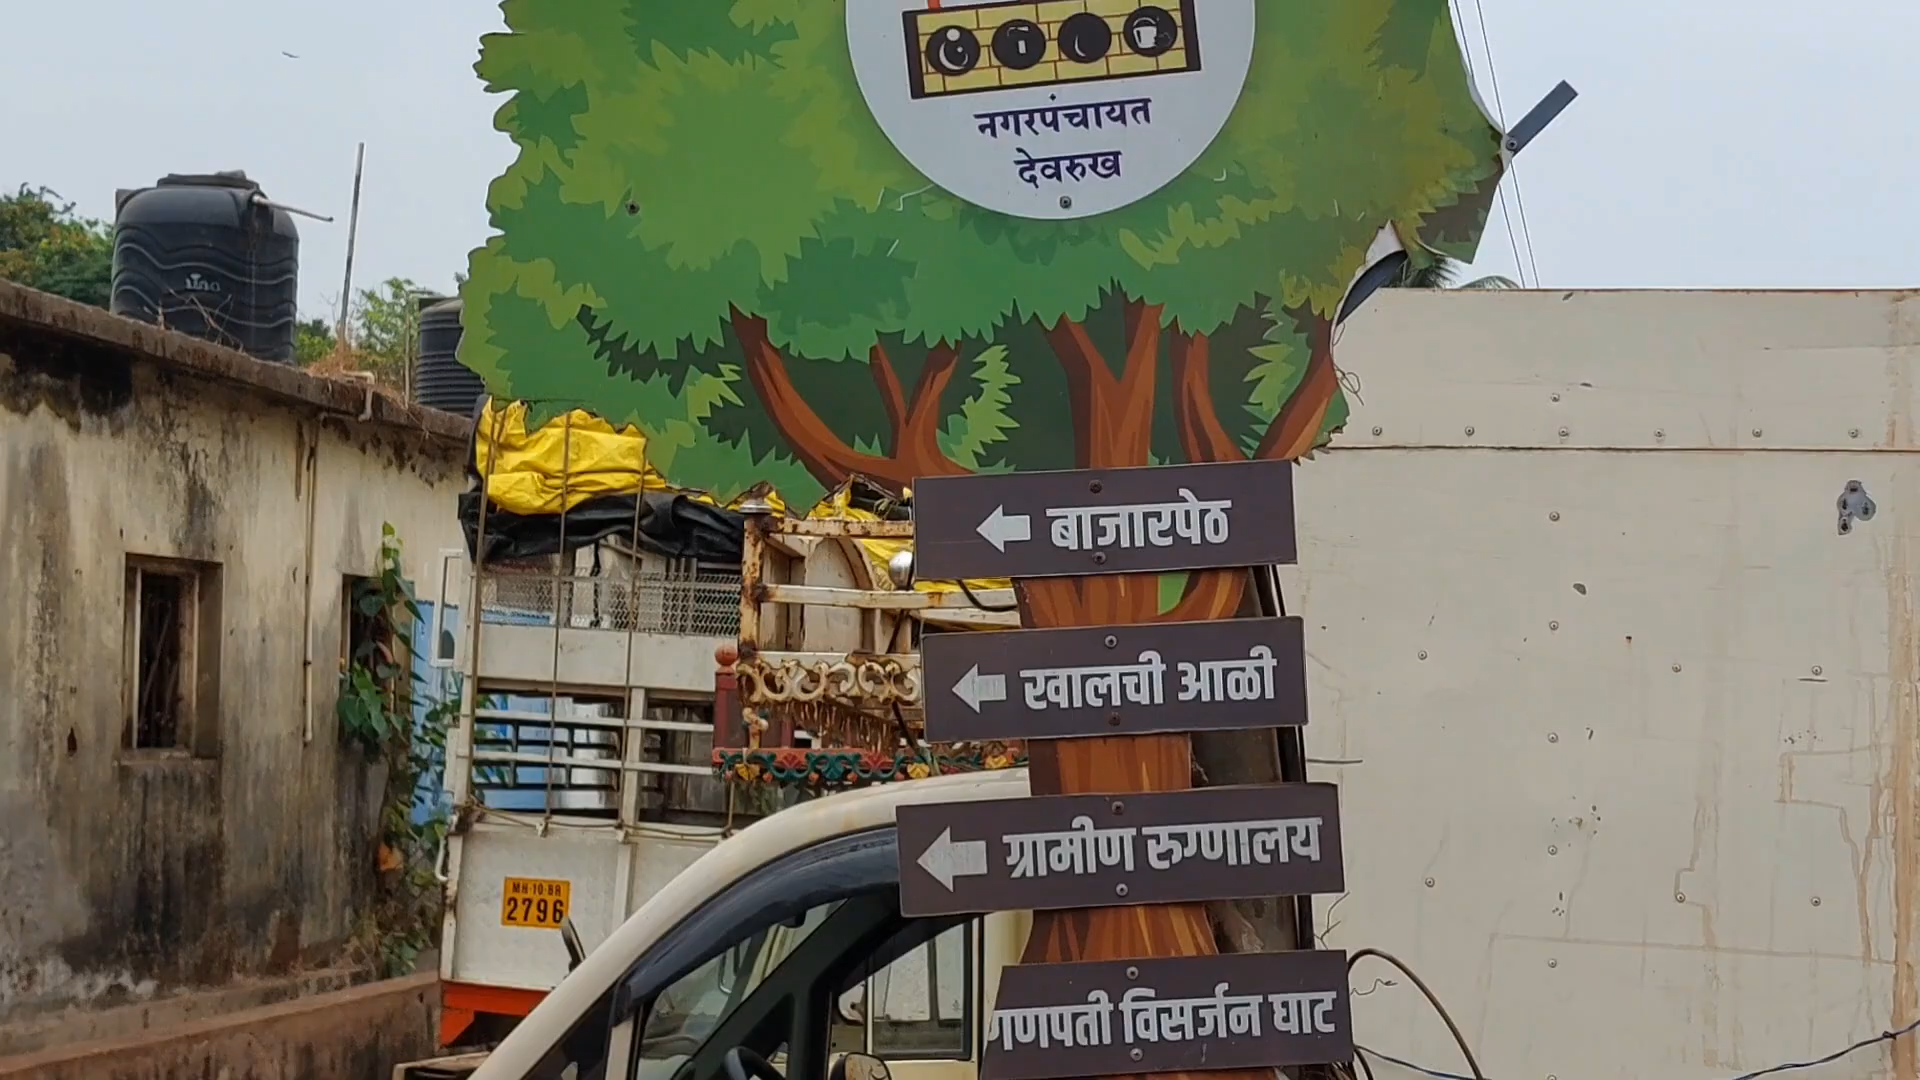 नगरपंचायत
देवरुख
बाजारपेठ
खालची आळी
ग्रामीण रुग्णालय
गणपती विसर्जन घाट
MH·10·BR
2796